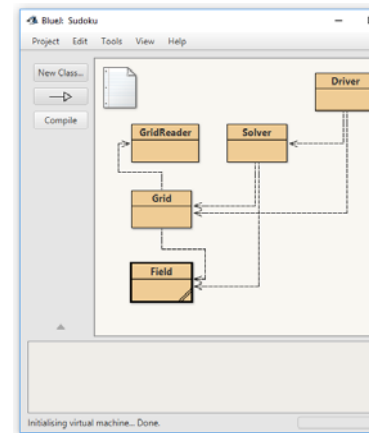 BlueJ: Sudoku
Project Edit Tools View Help
New Class...
Compile
Driver
GridReader
Solver
Grid
Field
Initialising virtual machine... Done.